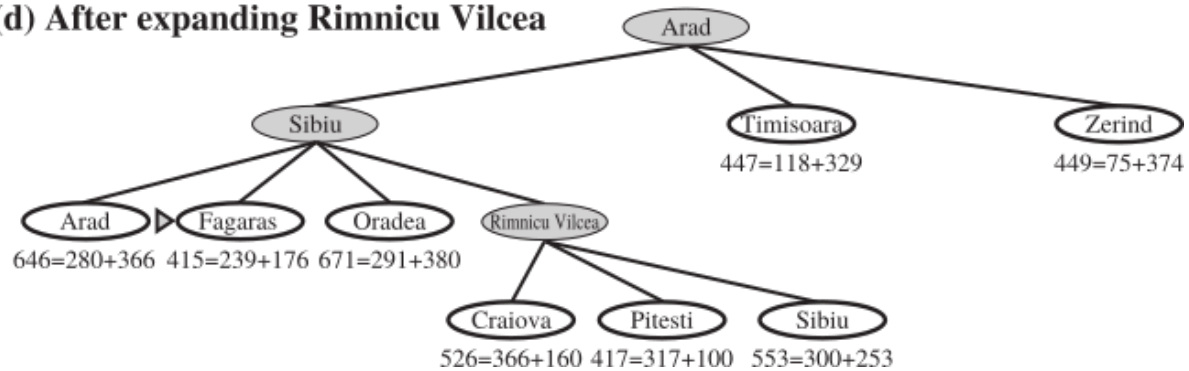 (d) After expanding Rimnicu Vilcea
Arad
Sibiu
Timisoara
Zerind
447=118+329
449=75+374
Arad
Fagaras
Oradea
Rimnicu Vilcea
646=280+366
415=239+176
671=291+380
Craiova
Pitesti
Sibiu
526=366+160
417=317+100
553=300+253